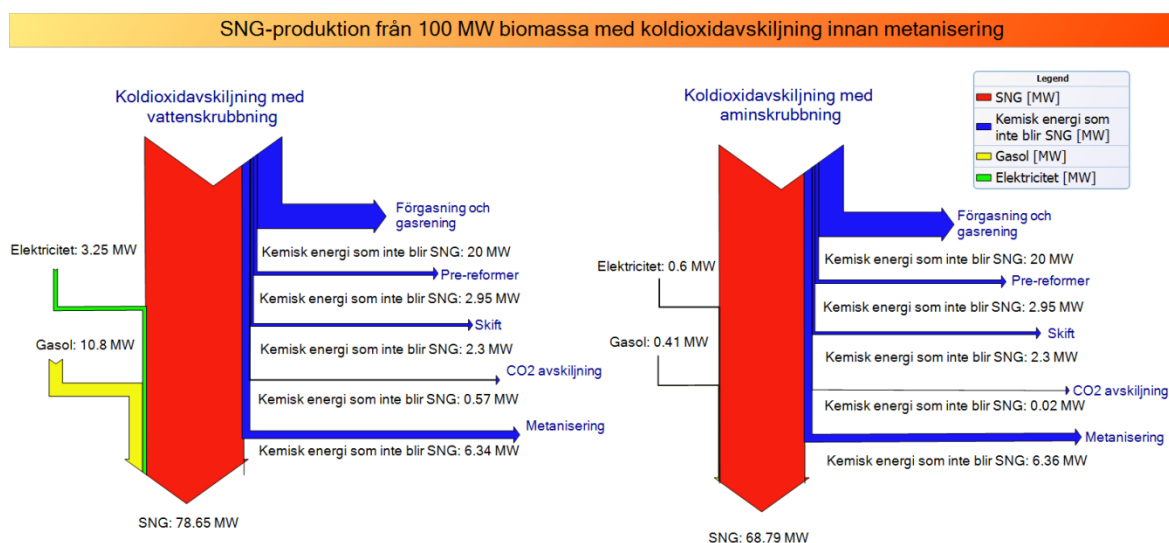 SNG-produktion från 100 MW biomassa med koldioxidavskiljning innan metanisering
Koldioxidavskiljning med
vattenskrubbning
Förgasning och
gasrening
Elektricitet: 3.25 MW
Kemisk energi som inte blir SNG: 20 MW
Pre-reformer
Kemisk energi som inte blir SNG: 2.95 MW
Skift
Gasol: 10.8 MW
Kemisk energi som inte blir SNG: 2.3 MW
CO2 avskiljning
Kemisk energi som inte blir SNG: 0.57 MW
Metanisering
Kemisk energi som inte blir SNG: 6.34 MW
SNG: 78.65 MW
Koldioxidavskiljning med
aminskrubbning
Förgasning och
gasrening
Kemisk energi som inte blir SNG: 20 MW
Elektricitet: 0.6 MW
Pre-reformer
Kemisk energi som inte blir SNG: 2.95 MW
Skift
Gasol: 0.41 MW
Kemisk energi som inte blir SNG: 2.3 MW
CO2 avskiljning
Kemisk energi som inte blir SNG: 0.02 MW
Metanisering
Kemisk energi som inte blir SNG: 6.36 MW
SNG: 68.79 MW
Legend
SNG [MW]
Kemisk energi som
inte blir SNG [MW]
Gasol [MW]
Elektricitet [MW]